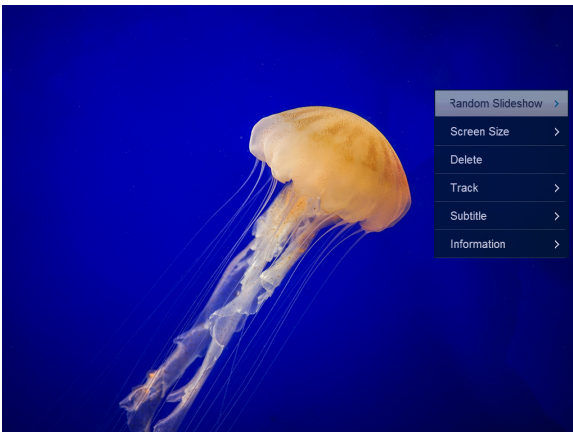 Random Slideshow
Screen Size
Delete
Track
Subtitle
Information